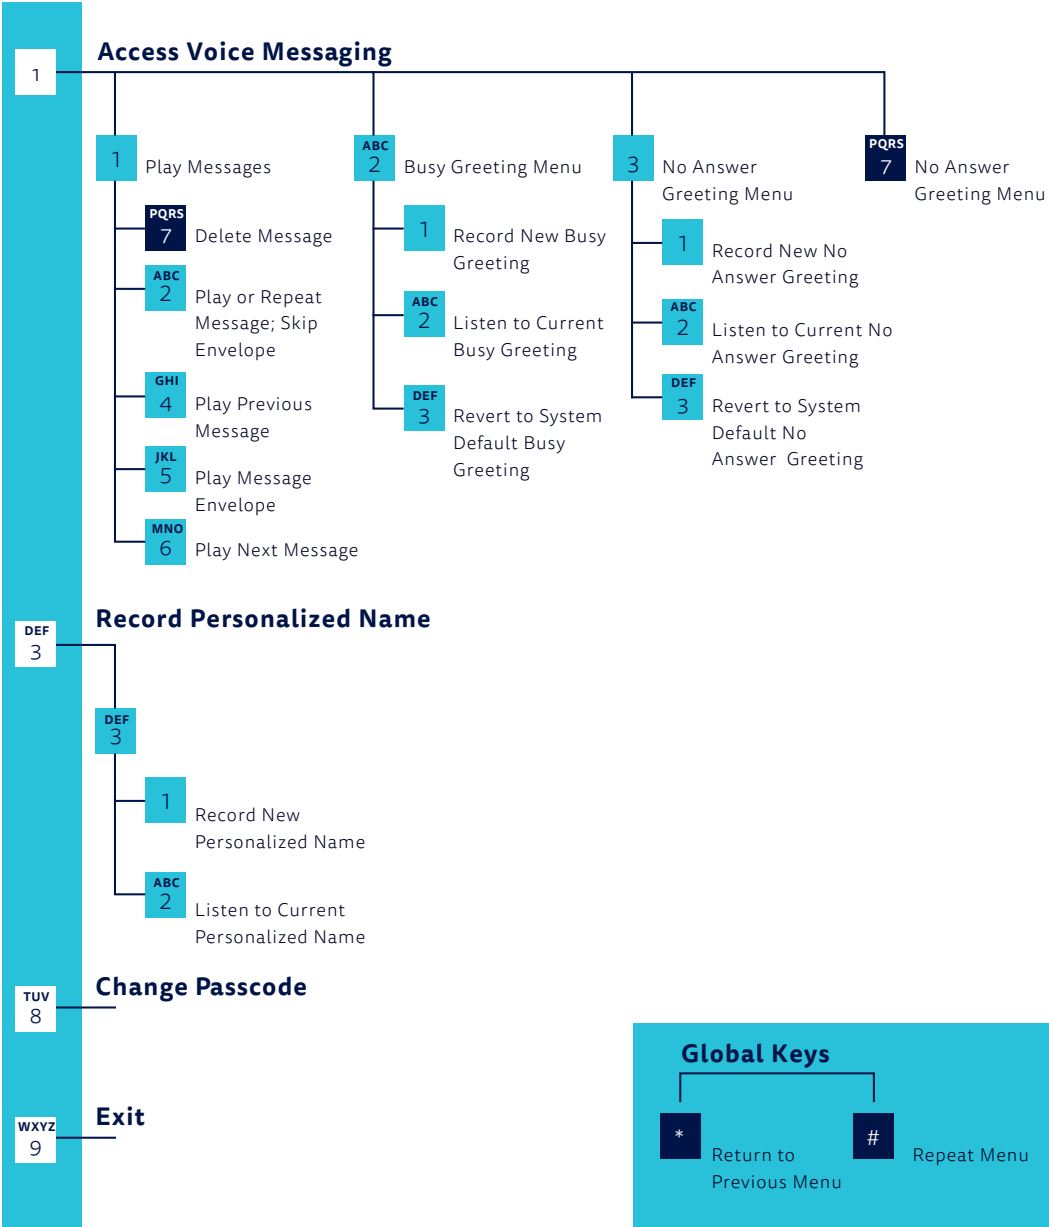 Access Voice Messaging
1
1
Play Messages
PQRS
7
Delete Message
ABC
2
Play or Repeat
Message; Skip
Envelope
GHI
4
Play Previous
Message
JKL
5
Play Message
Envelope
MNO
6
Play Next Message
ABC
2
Busy Greeting Menu
1
Record New Busy
Greeting
ABC
2
Listen to Current
Busy Greeting
DEF
3
Revert to System
Default Busy
Greeting
3
No Answer
Greeting Menu
1
Record New No
Answer Greeting
ABC
2
Listen to Current No
Answer Greeting
DEF
3
Revert to System
Default No
Answer Greeting
PQRS
7
No Answer
Greeting Menu
Record Personalized Name
DEF
3
DEF
3
1
Record New
Personalized Name
ABC
2
Listen to Current
Personalized Name
Change Passcode
TUV
8
Exit
WXYZ
9
Global Keys
*
Return to
Previous Menu
#
Repeat Menu